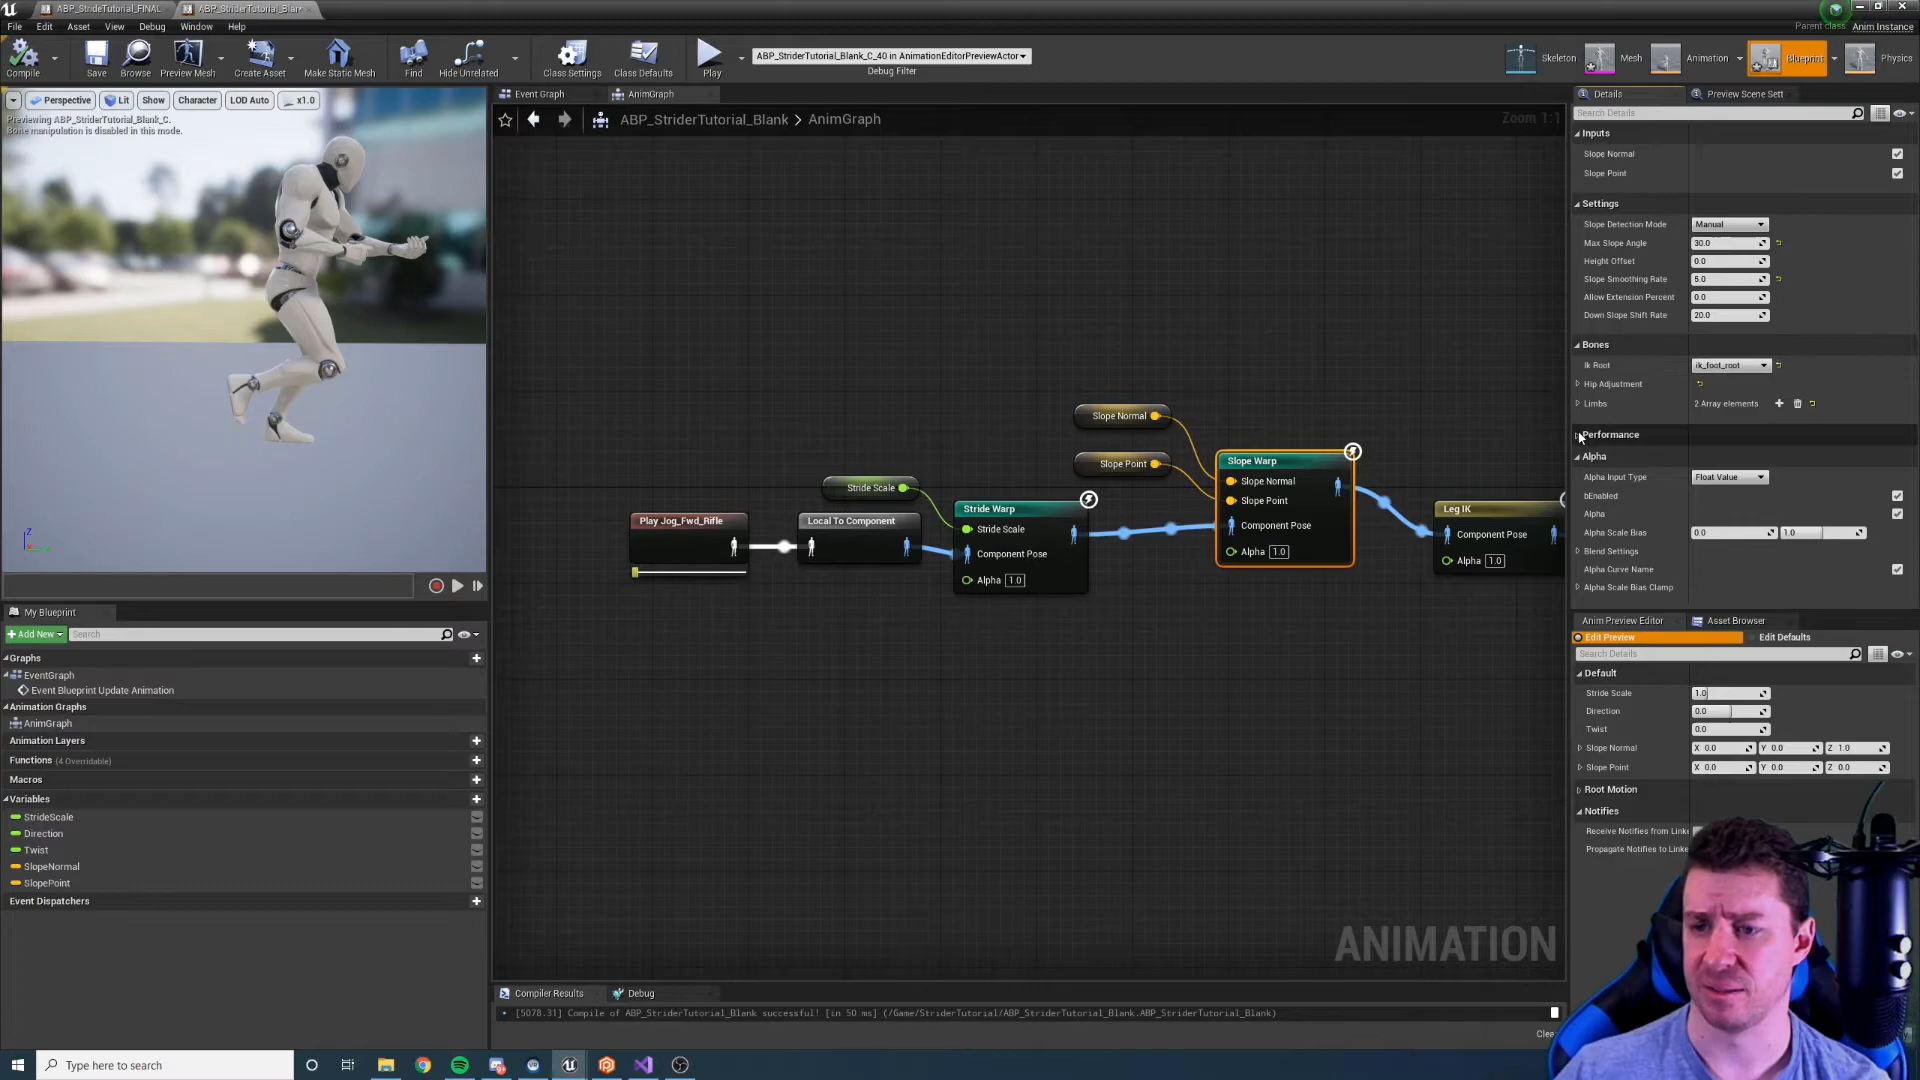 ABP_StrideTutorial_FINAL
ABP_StriderTutorial_Blan
Parent class: Anim Instance
File Edit Asset View Debug Window Help
Compile Save Browse Preview Mesh Create Asset Make Static Mesh Find Hide Unrelated Class Settings Class Defaults Play
ABP_StriderTutorial_Blank_C_40 in AnimationEditorPreviewActor
Debug Filter
Skeleton Mesh Animation Blueprint Physics
Perspective Lit Show Character LOD Auto x1.0
Previewing ABP_StriderTutorial_Blank_C.
Bone manipulation is disabled in this mode.
Z
My Blueprint
+Add New Search
Graphs
EventGraph
Event Blueprint Update Animation
Animation Graphs
AnimGraph
Animation Layers
Functions (4 Overridable)
Macros
Variables
StrideScale
Direction
Twist
SlopeNormal
SlopePoint
Event Dispatchers
Event Graph AnimGraph
ABP_StriderTutorial_Blank > AnimGraph
Zoom 1:1
Slope Normal
Slope Point
Stride Scale
Play Jog_Fwd_Rifle
Local To Component
Stride Warp
Stride Scale
Component Pose
Alpha 1.0
Slope Warp
Slope Normal
Slope Point
Component Pose
Alpha 1.0
Leg IK
Component Pose
Alpha 1.0
ANIMATION
Compiler Results Debug
[5078.31] Compile of ABP_StriderTutorial_Blank successful! [in 50 ms] (/Game/StriderTutorial/ABP_StriderTutorial_Blank.ABP_StriderTutorial_Blank)
Details Preview Scene Sett
Search Details
Inputs
Slope Normal
Slope Point
Settings
Slope Detection Mode Manual
Max Slope Angle 30.0
Height Offset 0.0
Slope Smoothing Rate 5.0
Allow Extension Percent 0.0
Down Slope Shift Rate 20.0
Bones
Ik Root ik_foot_root
Hip Adjustment
Limbs 2 Array elements
Performance
Alpha
Alpha Input Type Float Value
bEnabled
Alpha
Alpha Scale Bias 0.0 1.0
Blend Settings
Alpha Curve Name
Alpha Scale Bias Clamp
Anim Preview Editor Asset Browser
Edit Preview Edit Defaults
Search Details
Default
Stride Scale 1.0
Direction 0.0
Twist 0.0
Slope Normal X 0.0 Y 0.0 Z 1.0
Slope Point X 0.0 Y 0.0 Z 0.0
Root Motion
Notifies
Receive Notifies from Linke
Propagate Notifies to Linke
Type here to search